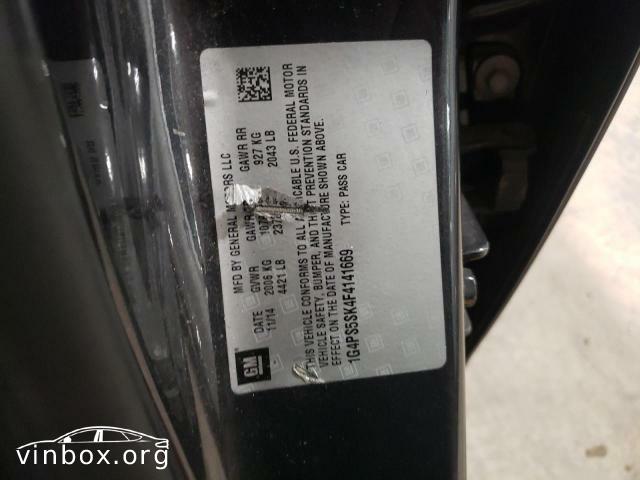 MFD BY GENERAL MOTORS LLC
DATE GVWR GAWR GAWR RR
11/14 2006 KG 927 KG
4421 LB 2043 LB
THIS VEHICLE CONFORMS TO ALL U.S. FEDERAL MOTOR
VEHICLE SAFETY, BUMPER, AND THEFT PREVENTION STANDARDS IN
EFFECT ON THE DATE OF MANUFACTURE SHOWN ABOVE.
1G4PS5SK4F4141669 TYPE: PASS CAR
GM
vinbox.org